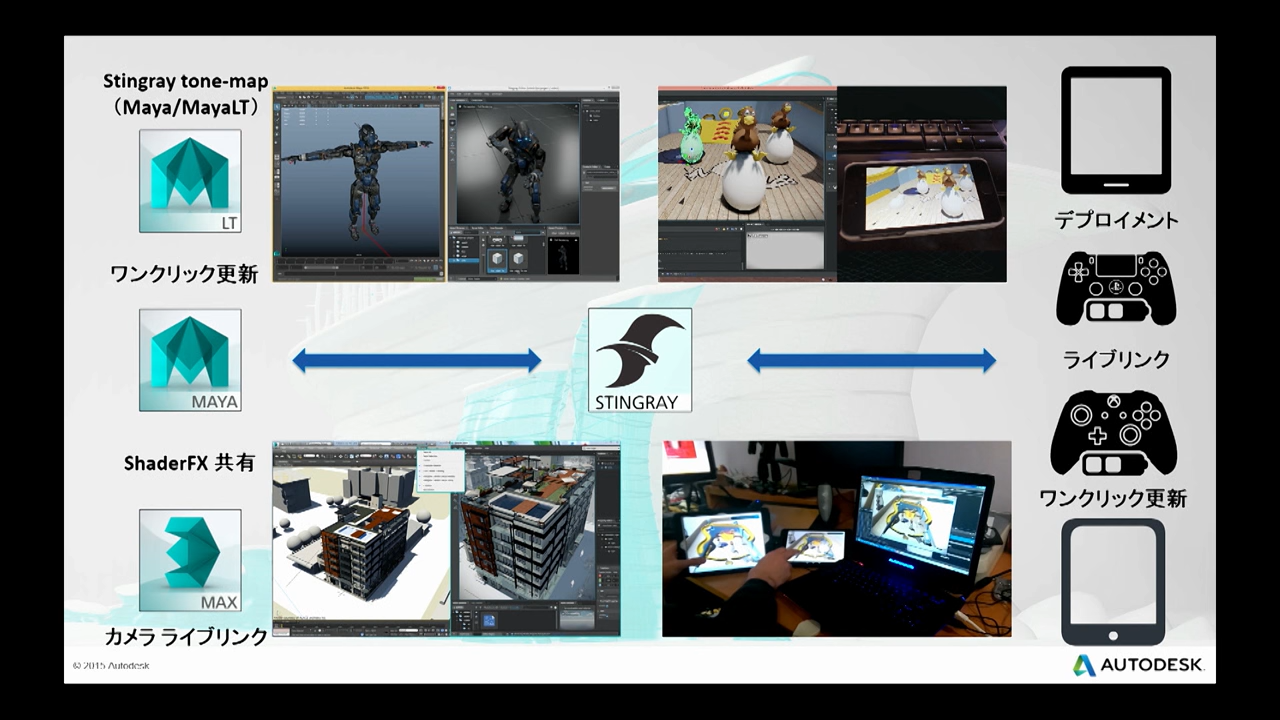 Stingray tone-map
（Maya/MayaLT）
LT
ワンクリック更新
MAYA
ShaderFX 共有
MAX
カメラ ライブリンク
STINGRAY
デプロイメント
ライブリンク
ワンクリック更新
© 2015 Autodesk
AUTODESK.